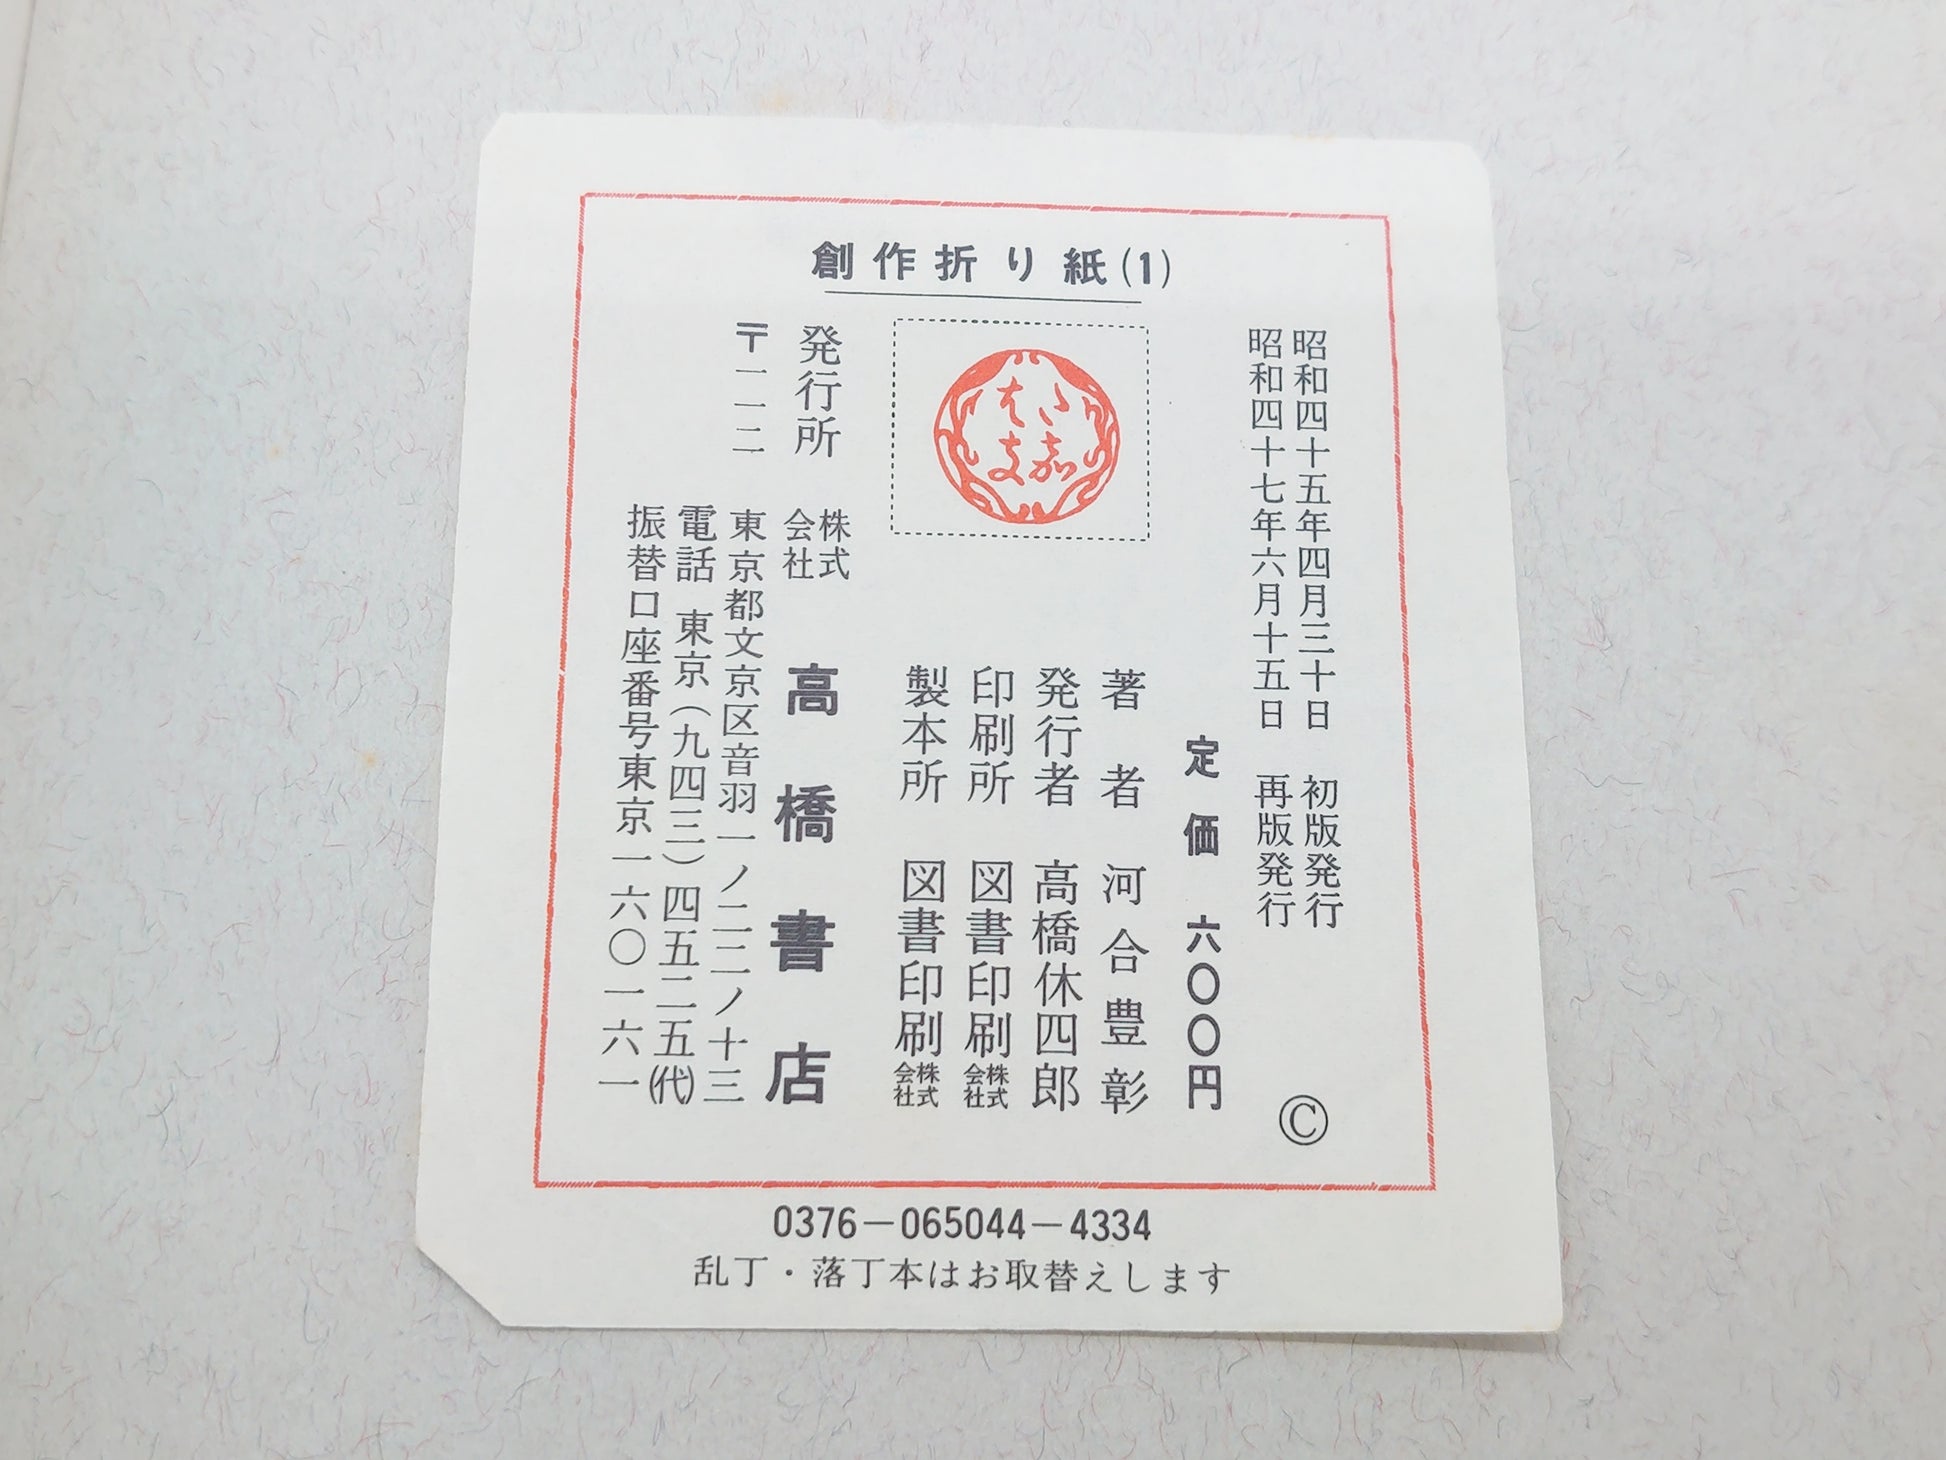 創作折り紙(1)
昭和四十五年四月三十日　初版発行
昭和四十七年六月十五日　再版発行
©
定価　六〇〇円
著者　河合豊彰
発行者　高橋休四郎
印刷所　図書印刷株式会社
製本所　図書印刷株式会社
発行所　株式会社　高橋書店
〒一一二
東京都文京区音羽一ノ二二ノ十三
電話　東京（九四三）四五二五(代)
振替口座番号東京一六〇一六一
0376－065044－4334
乱丁・落丁本はお取替えします